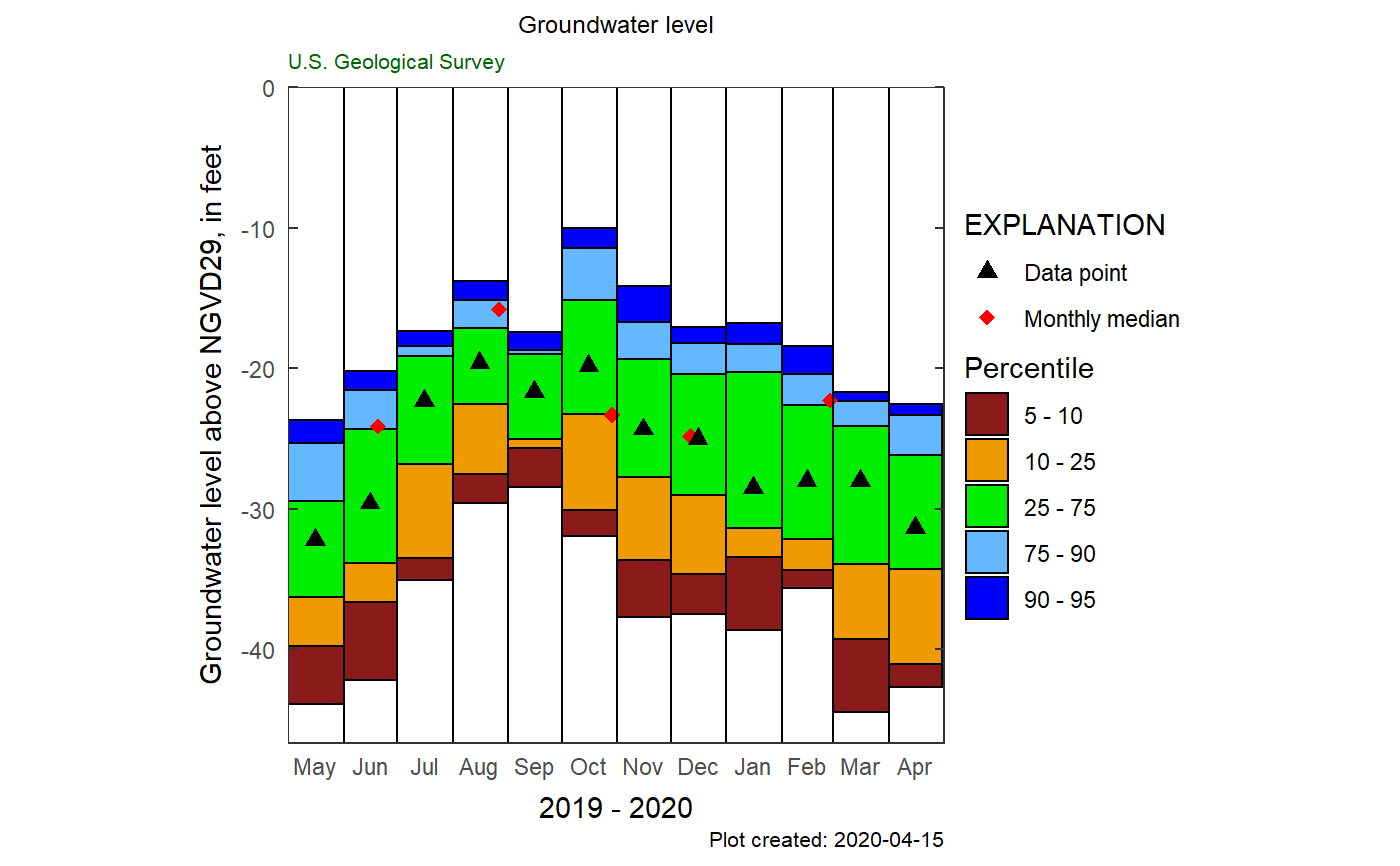 Groundwater level
U.S. Geological Survey
Groundwater level above NGVD29, in feet
0
-10
-20
-30
-40
May Jun Jul Aug Sep Oct Nov Dec Jan Feb Mar Apr
2019 - 2020
Plot created: 2020-04-15
EXPLANATION
Data point
Monthly median
Percentile
5 - 10
10 - 25
25 - 75
75 - 90
90 - 95